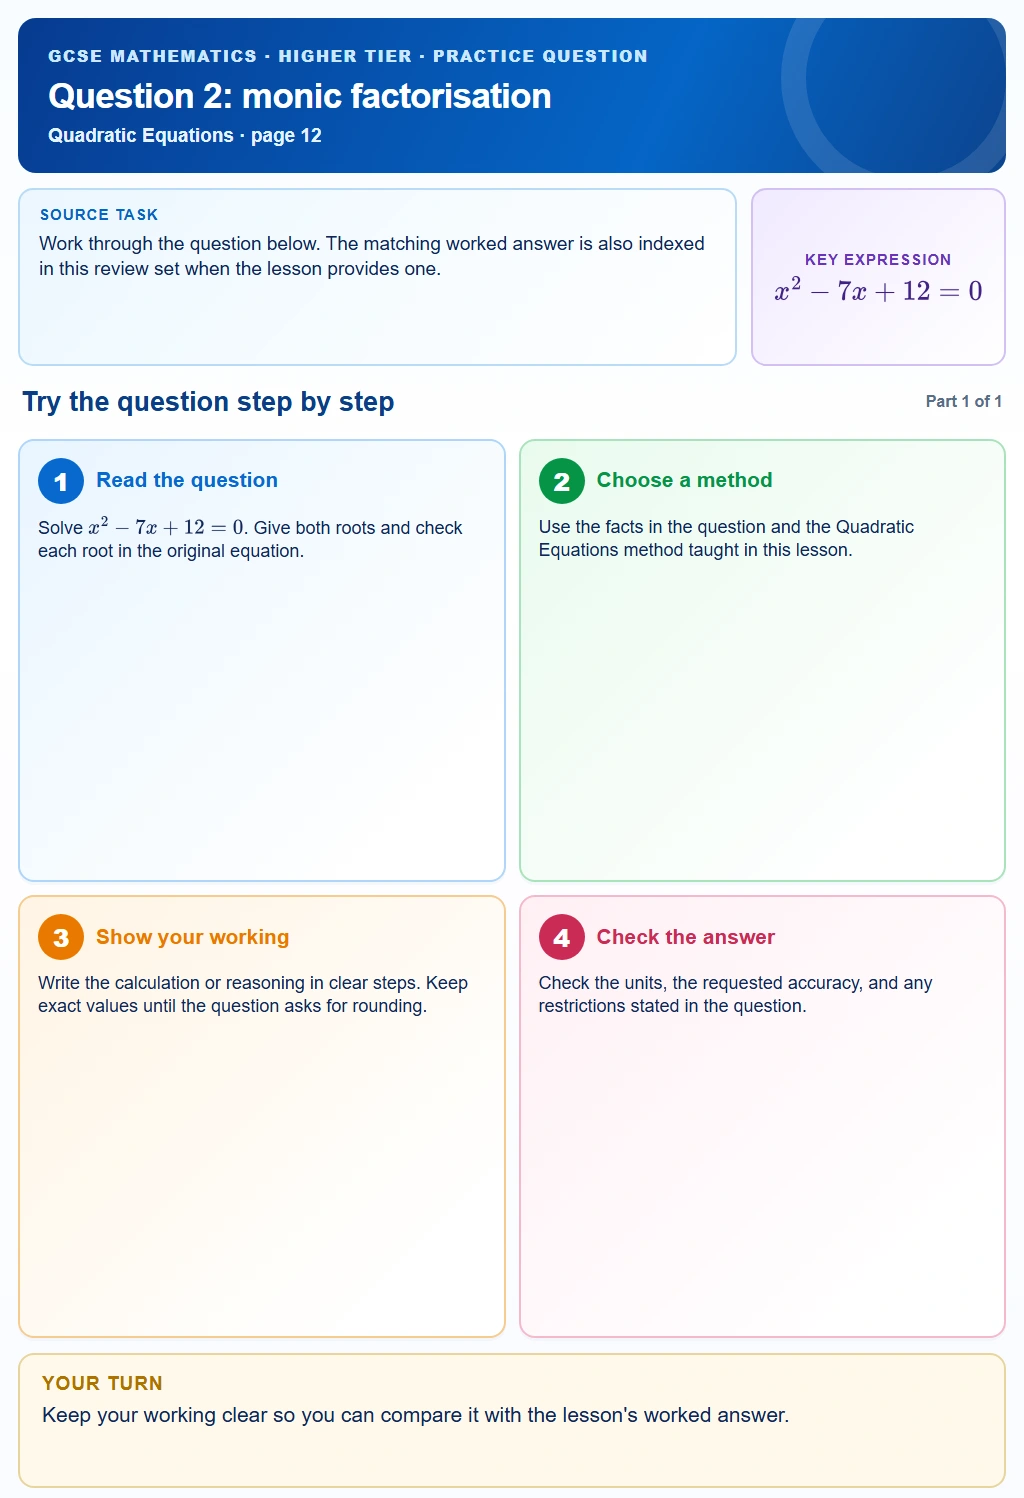 GCSE MATHEMATICS · HIGHER TIER · PRACTICE QUESTION
Question 2: monic factorisation
Quadratic Equations · page 12
SOURCE TASK
Work through the question below. The matching worked answer is also indexed
in this review set when the lesson provides one.
KEY EXPRESSION
x² − 7x + 12 = 0
Try the question step by step
Part 1 of 1
1 Read the question
Solve x² − 7x + 12 = 0. Give both roots and check
each root in the original equation.
2 Choose a method
Use the facts in the question and the Quadratic
Equations method taught in this lesson.
3 Show your working
Write the calculation or reasoning in clear steps. Keep
exact values until the question asks for rounding.
4 Check the answer
Check the units, the requested accuracy, and any
restrictions stated in the question.
YOUR TURN
Keep your working clear so you can compare it with the lesson's worked answer.